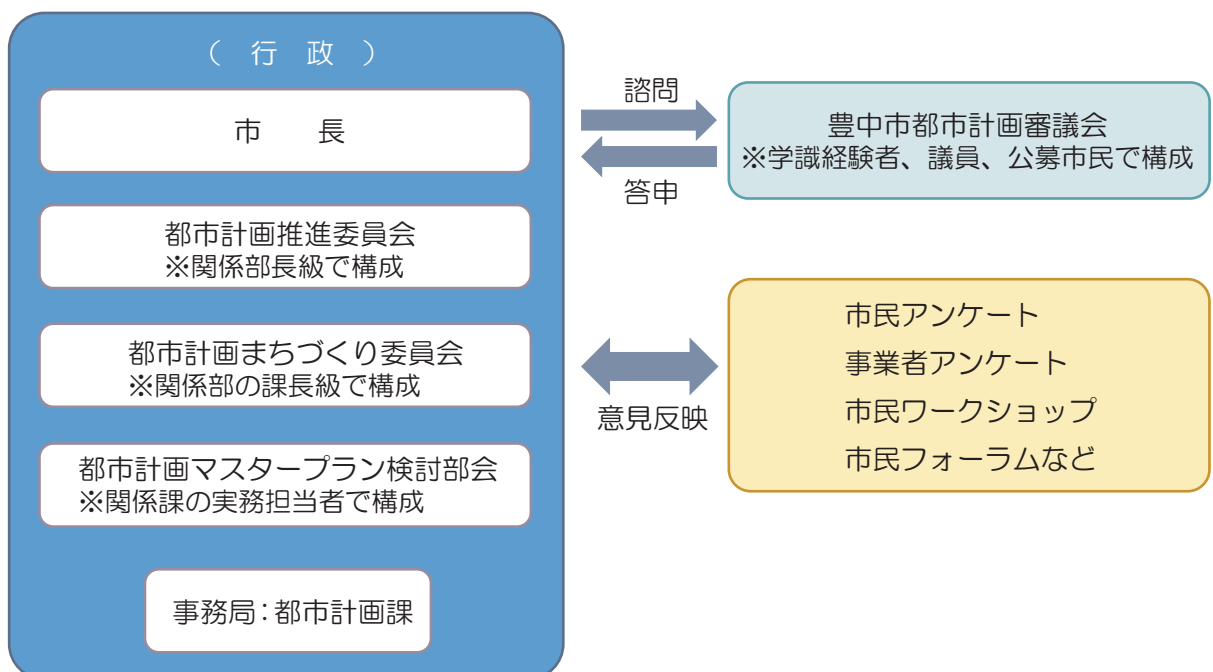 （ 行 政 ）
市　　長
都市計画推進委員会
※関係部長級で構成
都市計画まちづくり委員会
※関係部の課長級で構成
都市計画マスタープラン検討部会
※関係課の実務担当者で構成
事務局：都市計画課
諮問
答申
豊中市都市計画審議会
※学識経験者、議員、公募市民で構成
意見反映
市民アンケート
事業者アンケート
市民ワークショップ
市民フォーラムなど